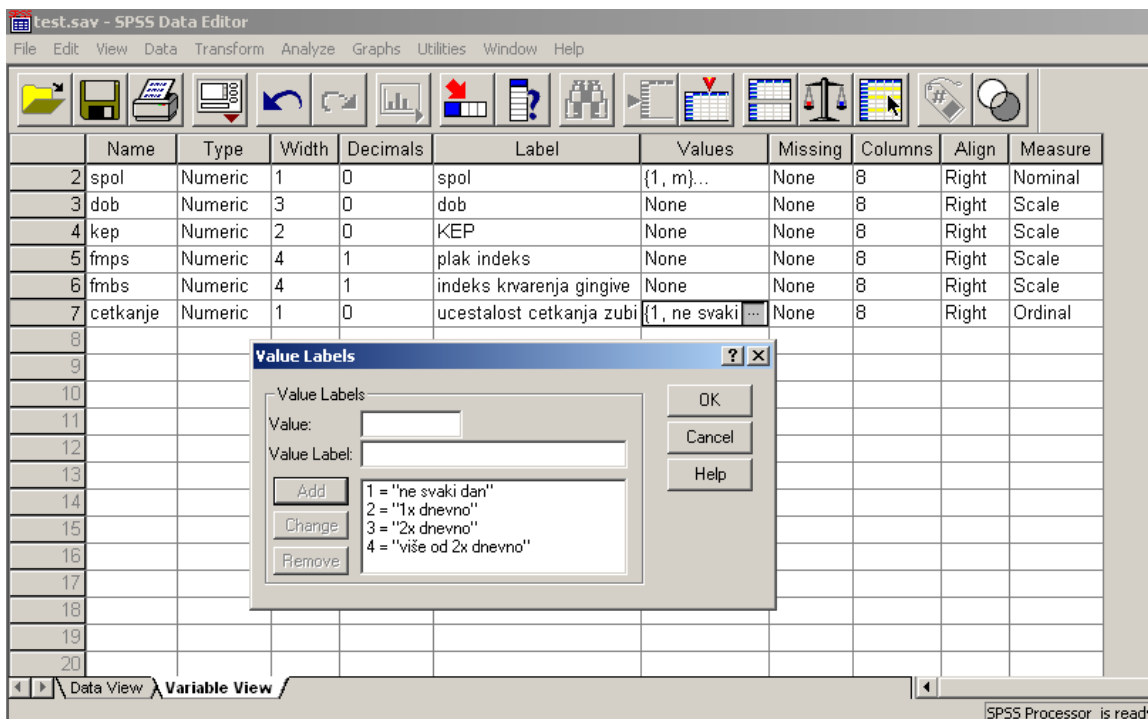 test.sav - SPSS Data Editor
File Edit View Data Transform Analyze Graphs Utilities Window Help
Name Type Width Decimals Label Values Missing Columns Align Measure
2 spol Numeric 1 0 spol {1, m}... None 8 Right Nominal
3 dob Numeric 3 0 dob None None 8 Right Scale
4 kep Numeric 2 0 KEP None None 8 Right Scale
5 fmps Numeric 4 1 plak indeks None None 8 Right Scale
6 fmbs Numeric 4 1 indeks krvarenja gingive None None 8 Right Scale
7 cetkanje Numeric 1 0 ucestalost cetkanja zubi {1, ne svaki ... None 8 Right Ordinal
8
9
10
11
12
13
14
15
16
17
18
19
20
Value Labels
Value Labels
Value:
Value Label:
Add
Change
Remove
1 = "ne svaki dan"
2 = "1x dnevno"
3 = "2x dnevno"
4 = "više od 2x dnevno"
OK
Cancel
Help
Data View Variable View
SPSS Processor is read